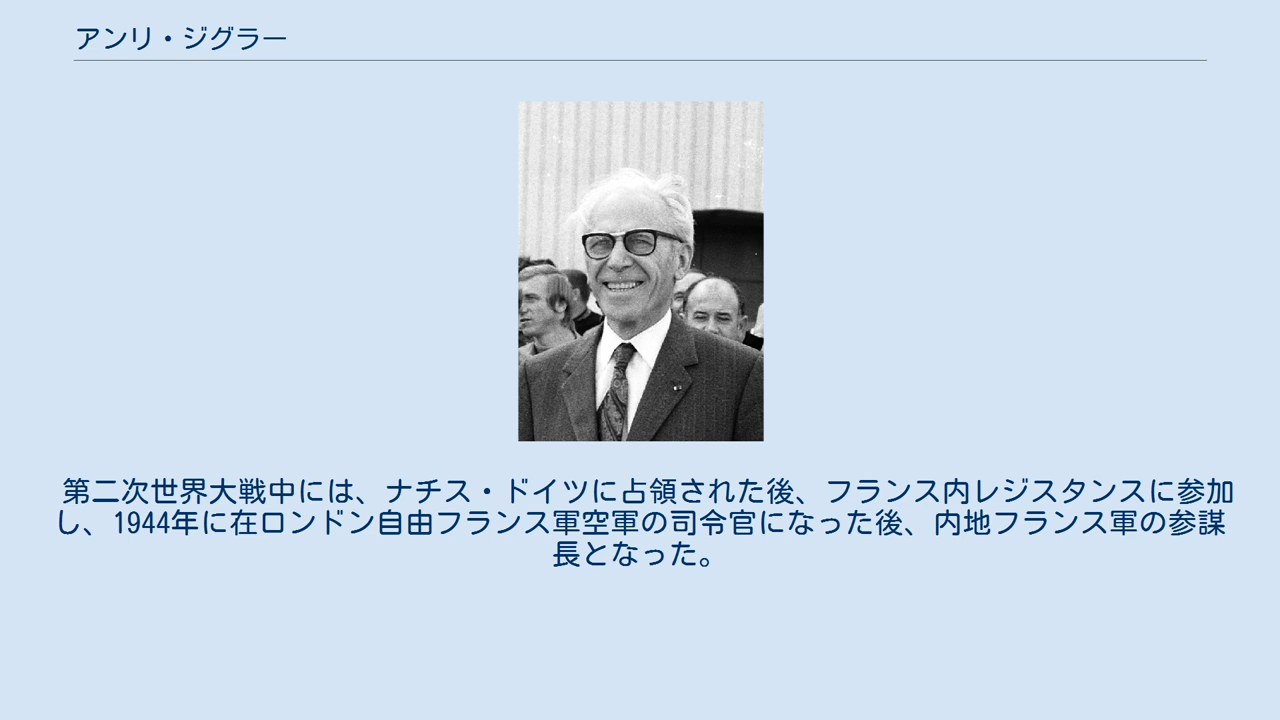 アンリ・ジグラー
第二次世界大戦中には、ナチス・ドイツに占領された後、フランス内レジスタンスに参加
し、1944年に在ロンドン自由フランス軍空軍の司令官になった後、内地フランス軍の参謀
長となった。